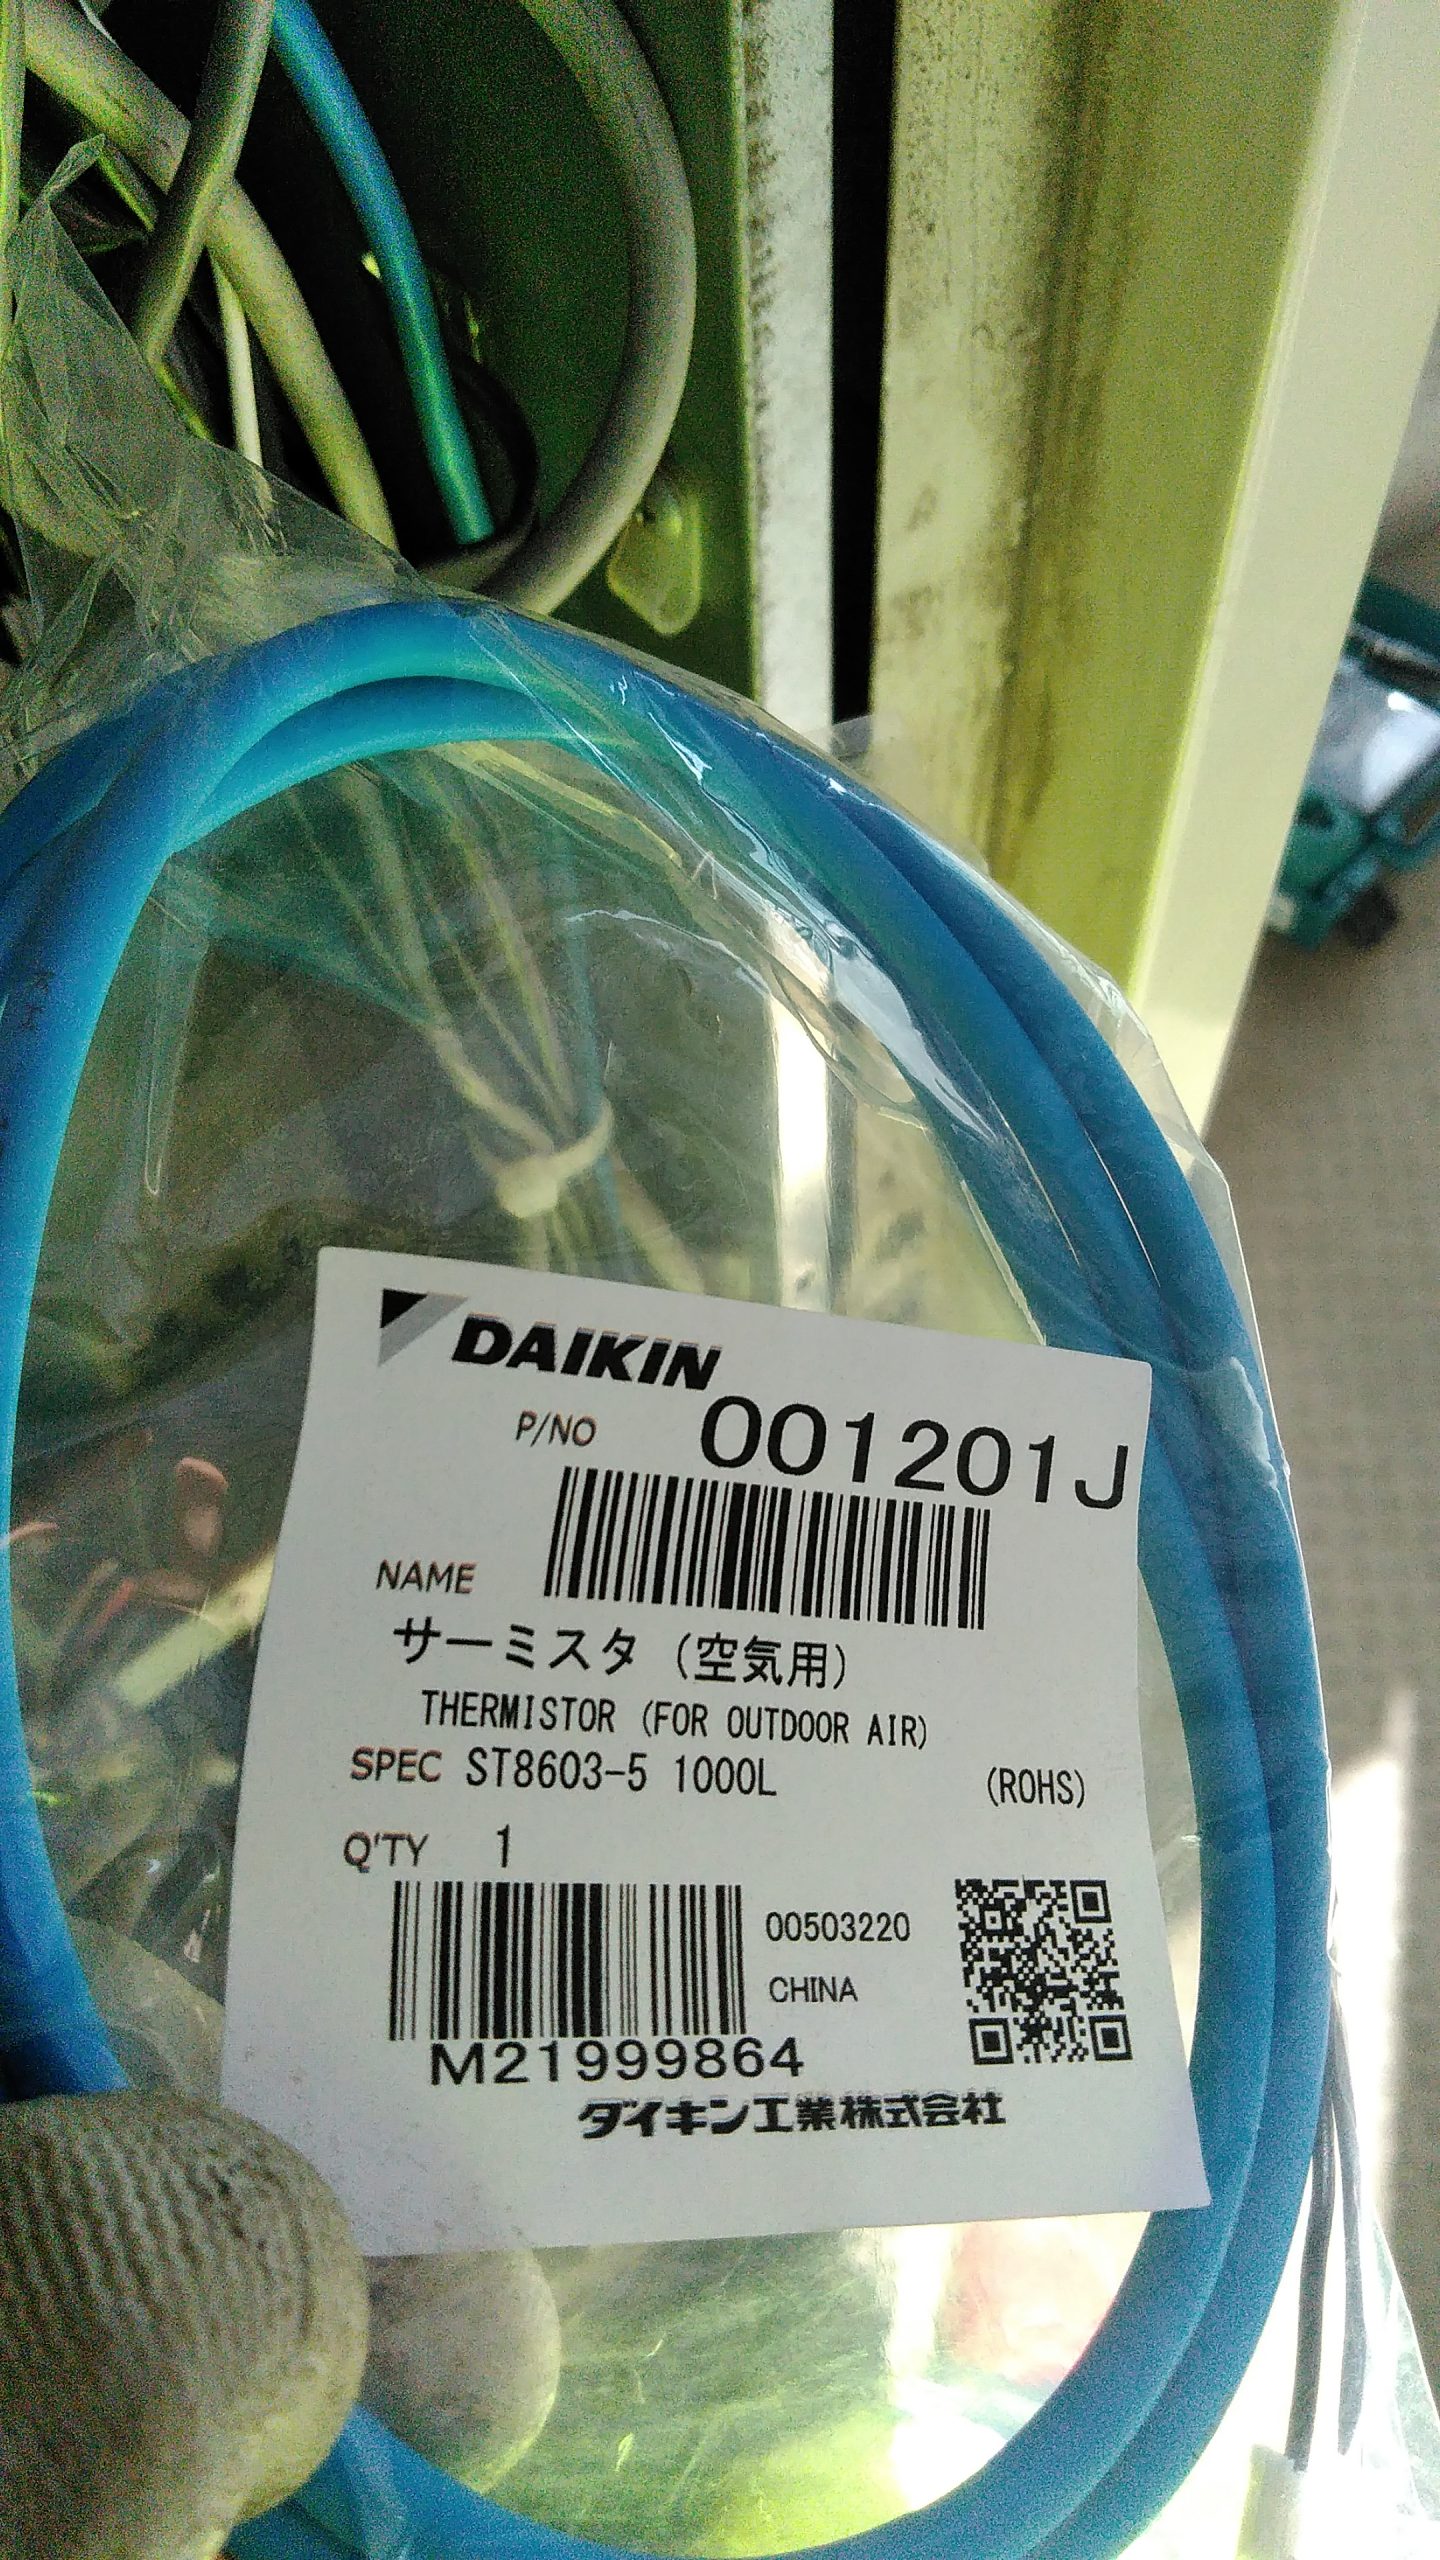 DAIKIN
P/NO 001201J
NAME
サーミスタ (空気用)
THERMISTOR (FOR OUTDOOR AIR)
SPEC ST8603-5 1000L (ROHS)
Q'TY 1
00503220
CHINA
M21999864
ダイキン工業株式会社